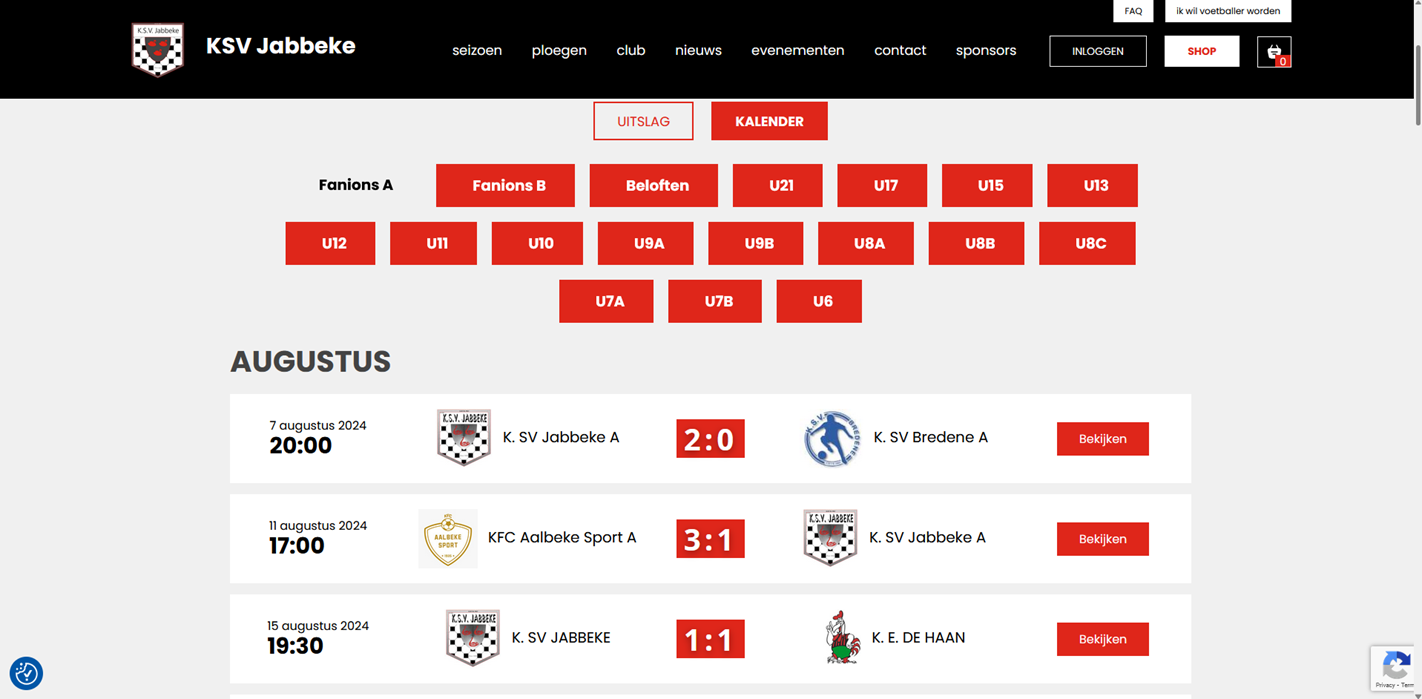 FAQ
ik wil voetballer worden
K.S.V. Jabbeke
KSV Jabbeke
seizoen
ploegen
club
nieuws
evenementen
contact
sponsors
INLOGGEN
SHOP
0
UITSLAG
KALENDER
Fanions A
Fanions B
Beloften
U21
U17
U15
U13
U12
U11
U10
U9A
U9B
U8A
U8B
U8C
U7A
U7B
U6
AUGUSTUS
7 augustus 2024
20:00
K.S.V. JABBEKE
K. SV Jabbeke A
2:0
K.S.V. BREDENE
K. SV Bredene A
Bekijken
11 augustus 2024
17:00
AALBEKE
SPORT
KFC Aalbeke Sport A
3:1
K.S.V. JABBEKE
K. SV Jabbeke A
Bekijken
15 augustus 2024
19:30
K.S.V. JABBEKE
K. SV JABBEKE
1:1
K. E. DE HAAN
Bekijken
Privacy - Term